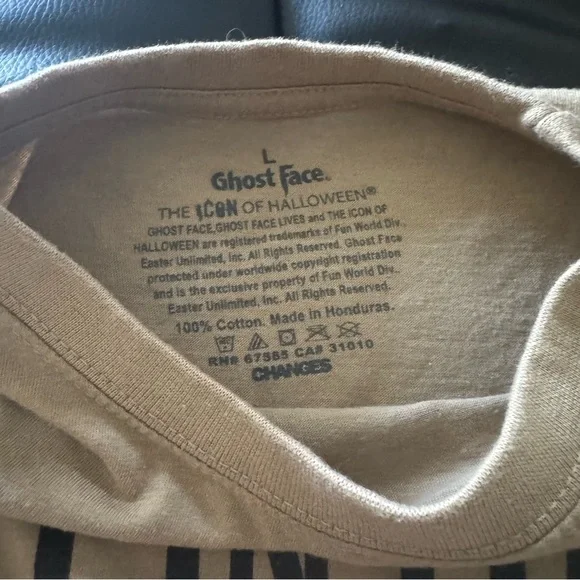 L
Ghost Face®
THE ICON OF HALLOWEEN®
GHOST FACE, GHOST FACE LIVES and THE ICON OF
HALLOWEEN are registered trademarks of Fun World Div.
Easter Unlimited, Inc. All Rights Reserved. Ghost Face
protected under worldwide copyright registration
and is the exclusive property of Fun World Div.
Easter Unlimited, Inc. All Rights Reserved.
100% Cotton. Made in Honduras.
RN# 67585 CA# 31010
CHANGES